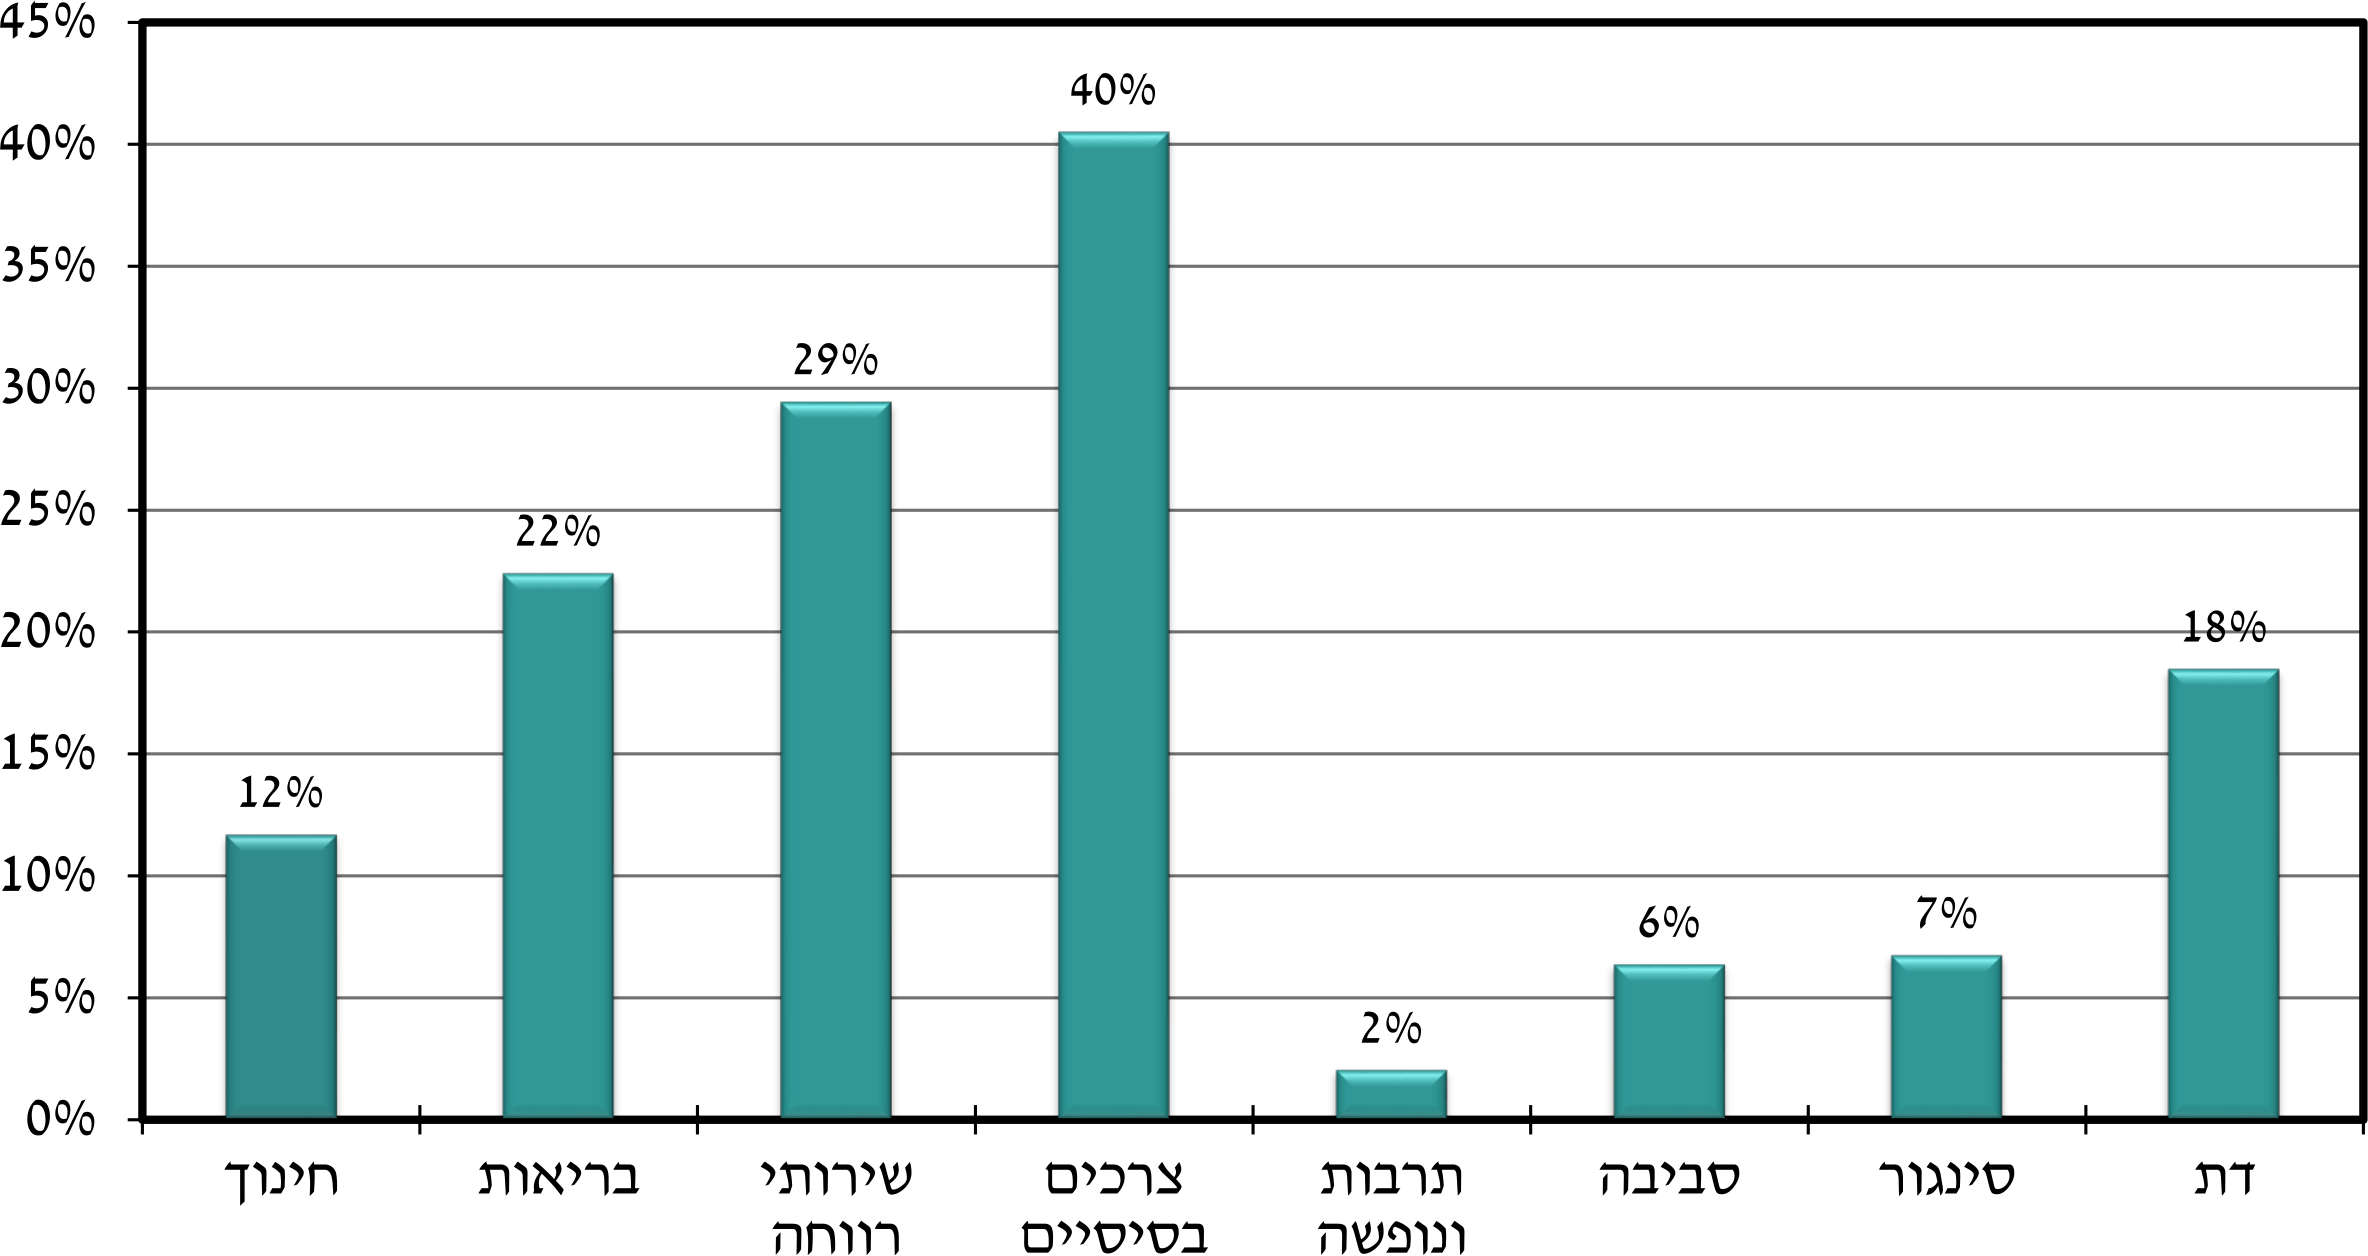 45%
40%
35%
30%
25%
20%
15%
10%
5%
0%
12%
22%
29%
40%
2%
6%
7%
18%
חינוך
בריאות
שירותי
רווחה
צרכים
בסיסיים
תרבות
ונופשה
סביבה
סינגור
דת